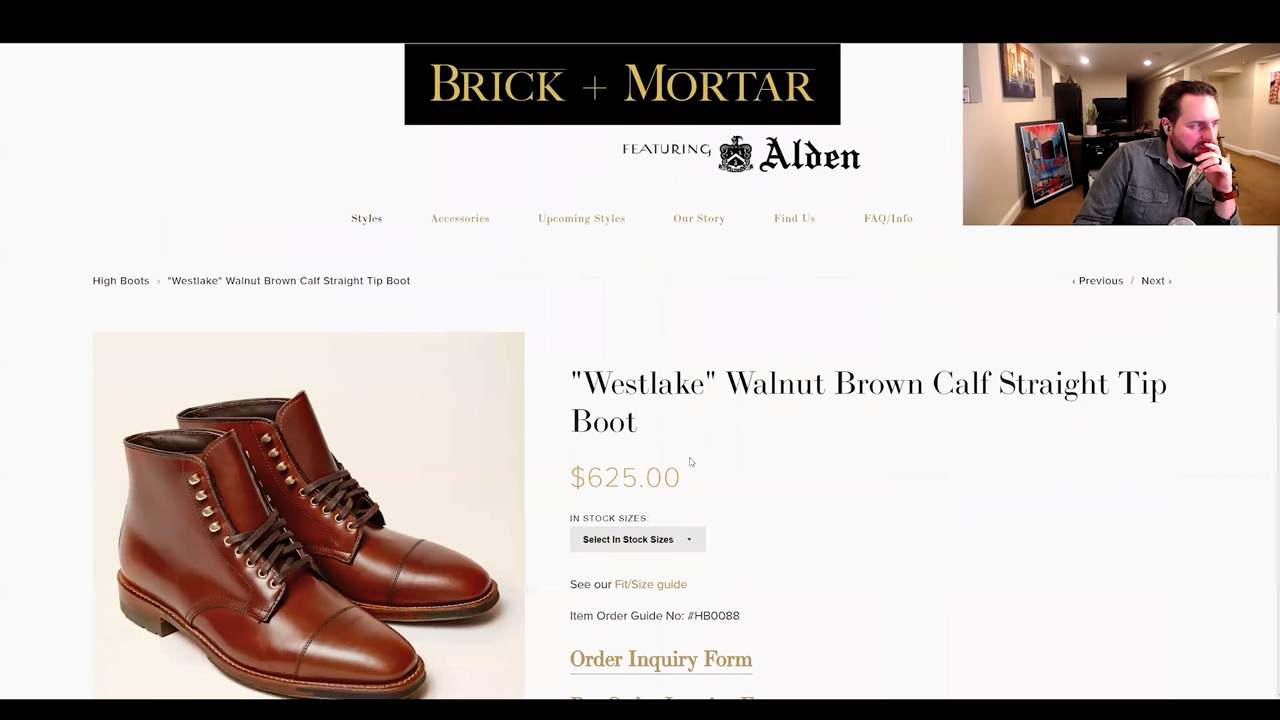 BRICK + MORTAR
FEATURING Alden
Styles Accessories Upcoming Styles Our Story Find Us FAQ/Info
High Boots › "Westlake" Walnut Brown Calf Straight Tip Boot
‹ Previous / Next ›
"Westlake" Walnut Brown Calf Straight Tip
Boot
$625.00
IN STOCK SIZES:
Select In Stock Sizes
See our Fit/Size guide
Item Order Guide No: #HB0088
Order Inquiry Form